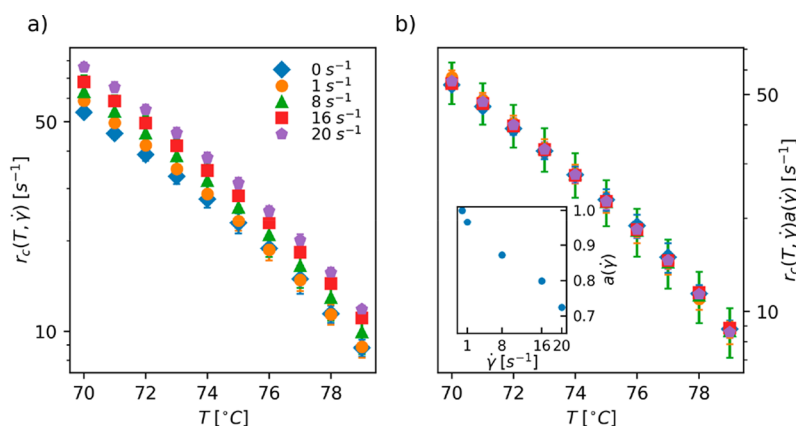 a)
r_c(T, γ̇) [s⁻¹]
50
10
0 s⁻¹
1 s⁻¹
8 s⁻¹
16 s⁻¹
20 s⁻¹
70 72 74 76 78
T [°C]
b)
50
10
r_c(T, γ̇)a(γ̇) [s⁻¹]
1.0
0.9
0.8
0.7
a(γ̇)
1 8 16 20
γ̇ [s⁻¹]
70 72 74 76 78
T [°C]